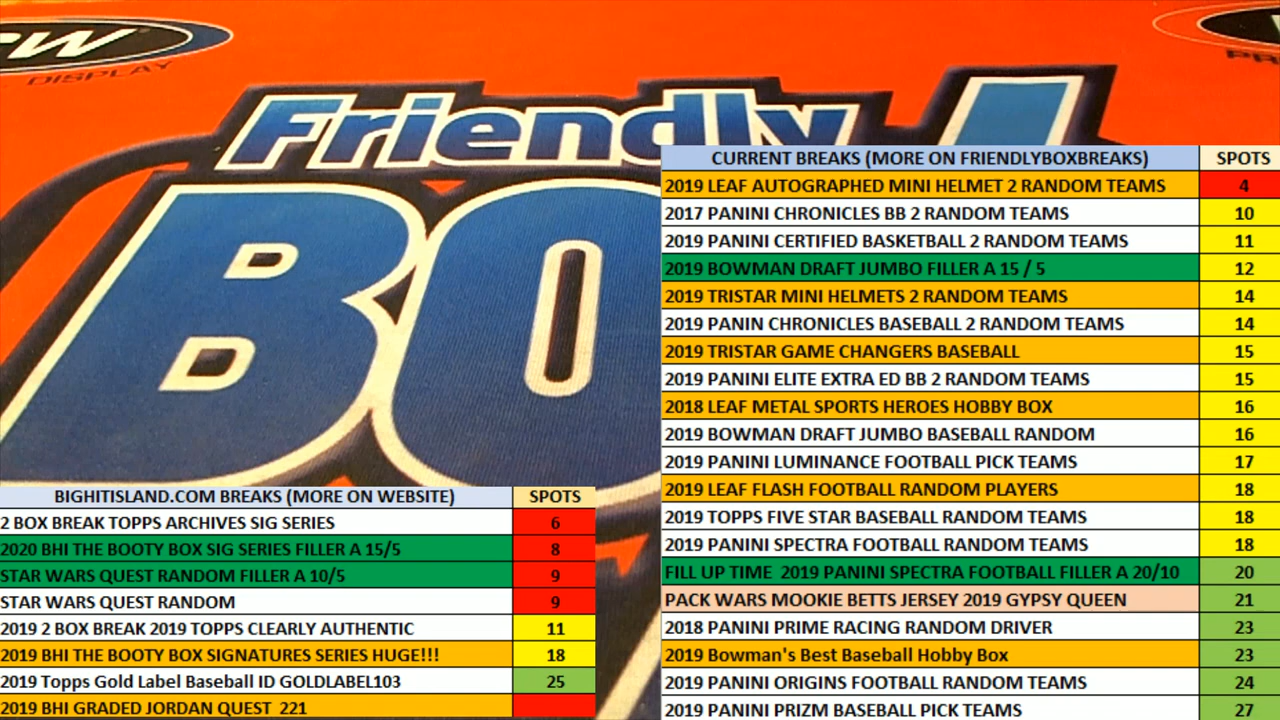 CW
DISPLAY
Friendly
BO
CURRENT BREAKS (MORE ON FRIENDLYBOXBREAKS) SPOTS
2019 LEAF AUTOGRAPHED MINI HELMET 2 RANDOM TEAMS 4
2017 PANINI CHRONICLES BB 2 RANDOM TEAMS 10
2019 PANINI CERTIFIED BASKETBALL 2 RANDOM TEAMS 11
2019 BOWMAN DRAFT JUMBO FILLER A 15 / 5 12
2019 TRISTAR MINI HELMETS 2 RANDOM TEAMS 14
2019 PANIN CHRONICLES BASEBALL 2 RANDOM TEAMS 14
2019 TRISTAR GAME CHANGERS BASEBALL 15
2019 PANINI ELITE EXTRA ED BB 2 RANDOM TEAMS 15
2018 LEAF METAL SPORTS HEROES HOBBY BOX 16
2019 BOWMAN DRAFT JUMBO BASEBALL RANDOM 16
2019 PANINI LUMINANCE FOOTBALL PICK TEAMS 17
2019 LEAF FLASH FOOTBALL RANDOM PLAYERS 18
2019 TOPPS FIVE STAR BASEBALL RANDOM TEAMS 18
2019 PANINI SPECTRA FOOTBALL RANDOM TEAMS 18
FILL UP TIME 2019 PANINI SPECTRA FOOTBALL FILLER A 20/10 20
PACK WARS MOOKIE BETTS JERSEY 2019 GYPSY QUEEN 21
2018 PANINI PRIME RACING RANDOM DRIVER 23
2019 Bowman's Best Baseball Hobby Box 23
2019 PANINI ORIGINS FOOTBALL RANDOM TEAMS 24
2019 PANINI PRIZM BASEBALL PICK TEAMS 27
BIGHITISLAND.COM BREAKS (MORE ON WEBSITE) SPOTS
2 BOX BREAK TOPPS ARCHIVES SIG SERIES 6
2020 BHI THE BOOTY BOX SIG SERIES FILLER A 15/5 8
STAR WARS QUEST RANDOM FILLER A 10/5 9
STAR WARS QUEST RANDOM 9
2019 2 BOX BREAK 2019 TOPPS CLEARLY AUTHENTIC 11
2019 BHI THE BOOTY BOX SIGNATURES SERIES HUGE!!! 18
2019 Topps Gold Label Baseball ID GOLDLABEL103 25
2019 BHI GRADED JORDAN QUEST 221